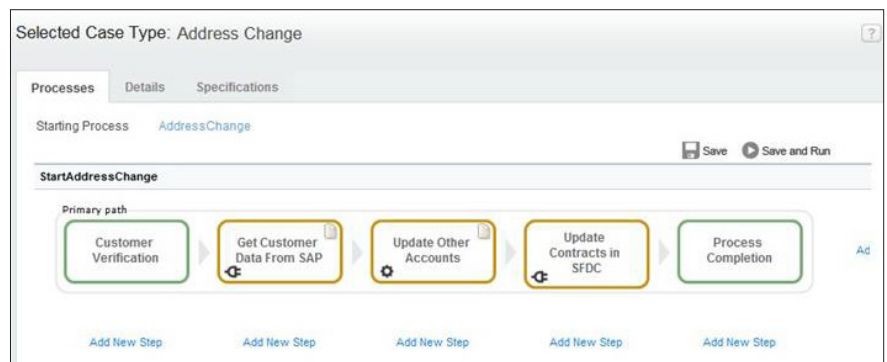 Selected Case Type: Address Change
?
Processes Details Specifications
Starting Process AddressChange
Save Save and Run
StartAddressChange
Primary path
Customer
Verification
Get Customer
Data From SAP
Update Other
Accounts
Update
Contracts in
SFDC
Process
Completion
Ad
Add New Step Add New Step Add New Step Add New Step Add New Step